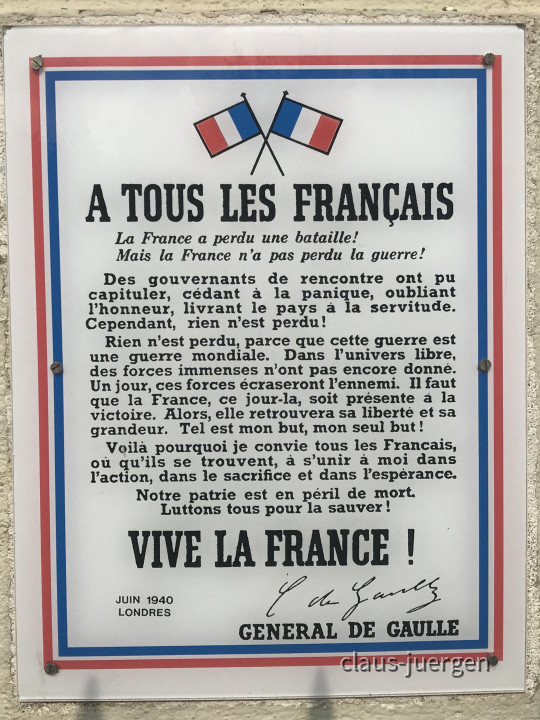 A TOUS LES FRANÇAIS
La France a perdu une bataille!
Mais la France n'a pas perdu la guerre!
Des gouvernants de rencontre ont pu
capituler, cédant à la panique, oubliant
l'honneur, livrant le pays à la servitude.
Cependant, rien n'est perdu!
Rien n'est perdu, parce que cette guerre est
une guerre mondiale. Dans l'univers libre,
des forces immenses n'ont pas encore donné.
Un jour, ces forces écraseront l'ennemi. Il faut
que la France, ce jour-la, soit présente à la
victoire. Alors, elle retrouvera sa liberté et sa
grandeur. Tel est mon but, mon seul but!
Voilà pourquoi je convie tous les Francais,
où qu'ils se trouvent, à s'unir à moi dans
l'action, dans le sacrifice et dans l'espérance.
Notre patrie est en péril de mort.
Luttons tous pour la sauver!
VIVE LA FRANCE !
JUIN 1940
LONDRES
C de Gaulle
GENERAL DE GAULLE
claus-juergen